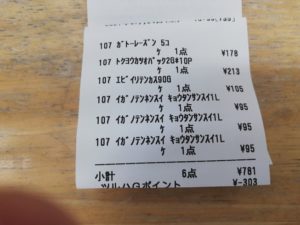 107 ガトーレーズン 5コ
ケ 1点 ¥178
107 トクヨウカツオパック2G*10P
ケ 1点 ¥213
107 エビイリテンカス90G
ケ 1点 ¥105
107 イガノテンネンスイ キョウタンサンスイ1L
ケ 1点 ¥95
107 イガノテンネンスイ キョウタンサンスイ1L
ケ 1点 ¥95
107 イガノテンネンスイ キョウタンサンスイ1L
ケ 1点 ¥95
小計 6点 ¥781
ツルハGポイント ¥-303